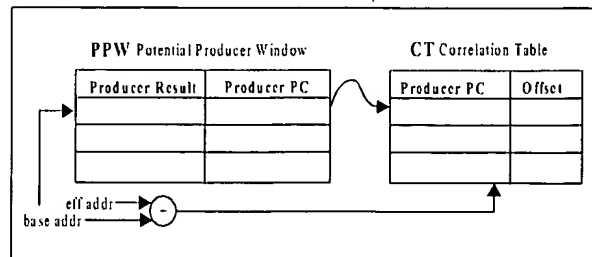 PPW Potential Producer Window
CT Correlation Table
Producer Result
Producer PC
Producer PC
Offset
eff addr
base addr
-